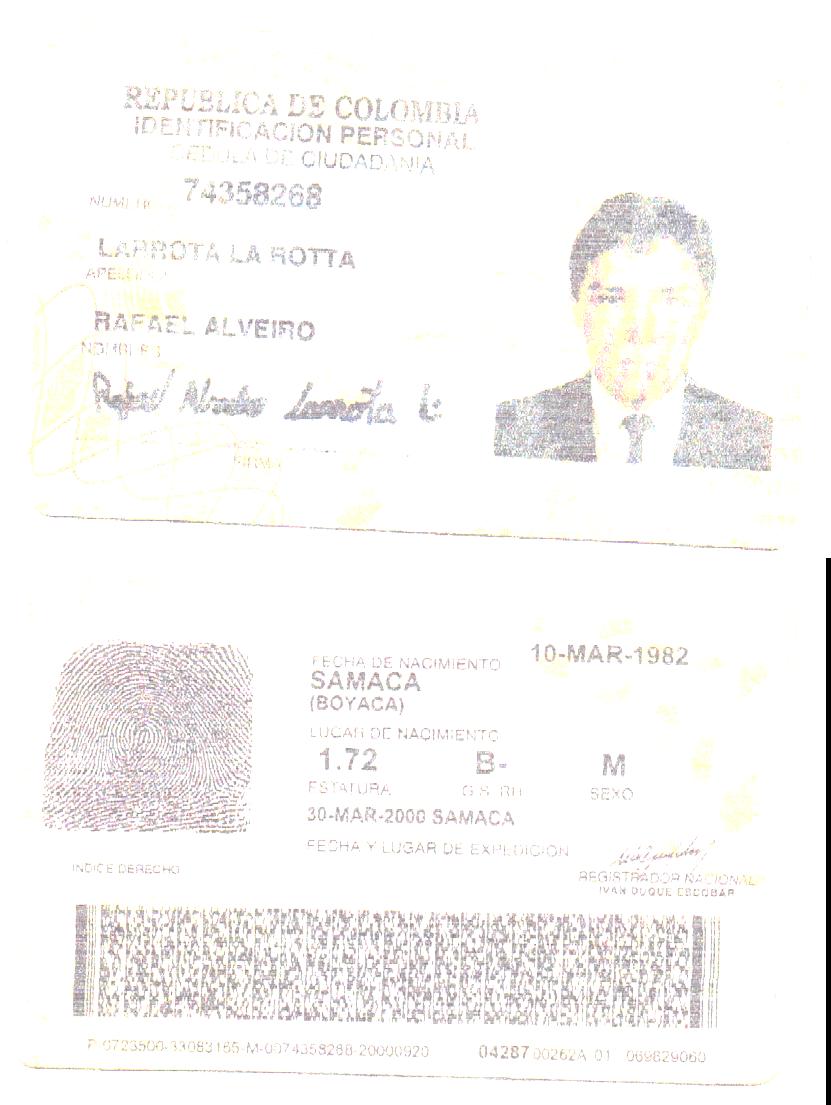 REPUBLICA DE COLOMBIA
IDENTIFICACION PERSONAL
CEDULA DE CIUDADANIA
NUMERO 74358268
LARROTA LA ROTTA
APELLIDOS
RAFAEL ALVEIRO
NOMBRES
Rafael Alveiro Larrota L.
FIRMA
FECHA DE NACIMIENTO 10-MAR-1982
SAMACA
(BOYACA)
LUGAR DE NACIMIENTO
1.72 B- M
ESTATURA G.S. RH SEXO
30-MAR-2000 SAMACA
FECHA Y LUGAR DE EXPEDICION
INDICE DERECHO
REGISTRADOR NACIONAL
IVAN DUQUE ESCOBAR
P-0723500-33083165-M-0074358268-20000920 04287 00262A 01 069829060